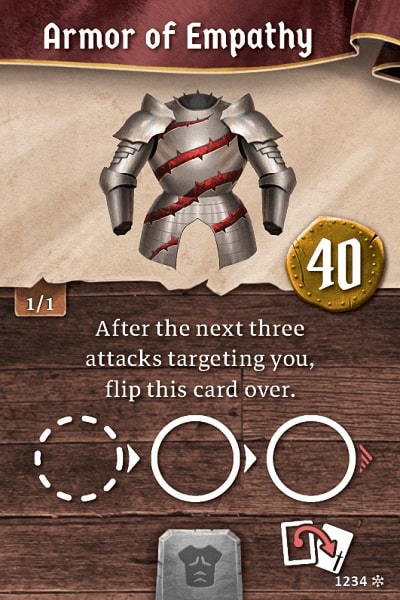 Armor of Empathy
40
1/1
After the next three
attacks targeting you,
flip this card over.
1234 ✲